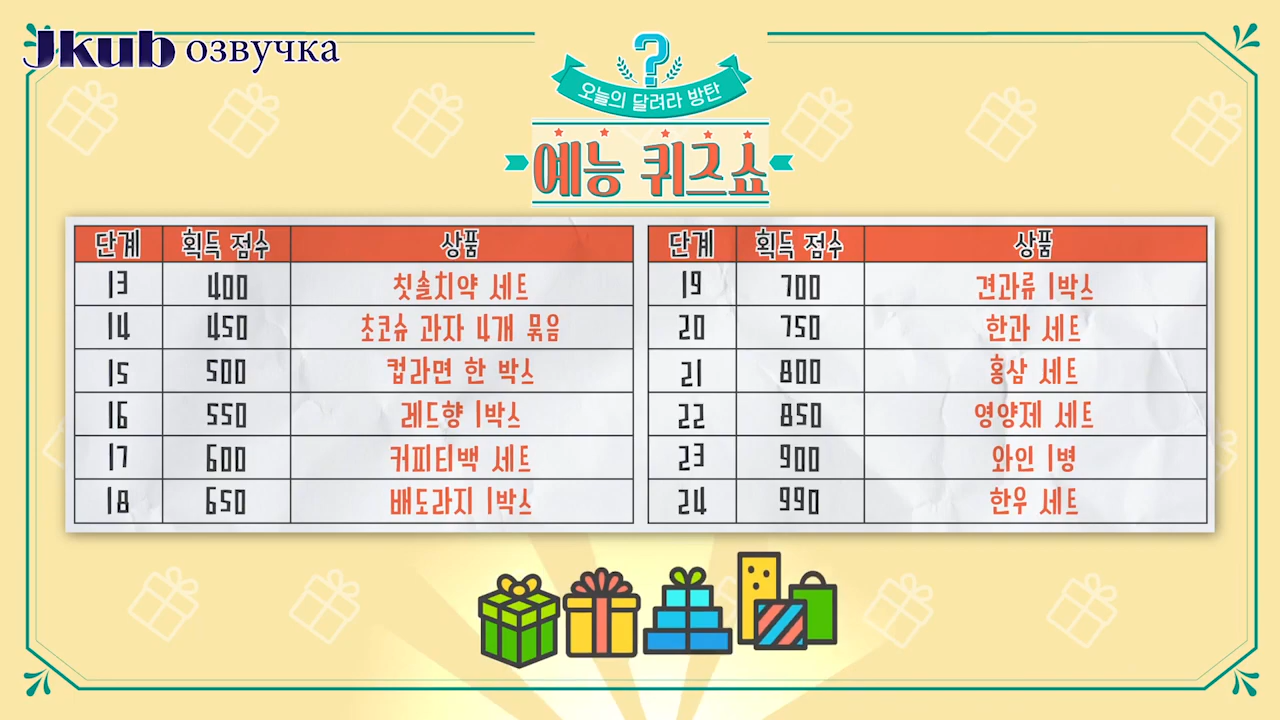 Jkub озвучка
?
오늘의 달려라 방탄
예능 퀴즈쇼
단계 획득 점수 상품
13 400 칫솔치약 세트
14 450 초코슈 과자 4개 묶음
15 500 컵라면 한 박스
16 550 레드향 1박스
17 600 커피티백 세트
18 650 배도라지 1박스
단계 획득 점수 상품
19 700 견과류 1박스
20 750 한과 세트
21 800 홍삼 세트
22 850 영양제 세트
23 900 와인 1병
24 990 한우 세트